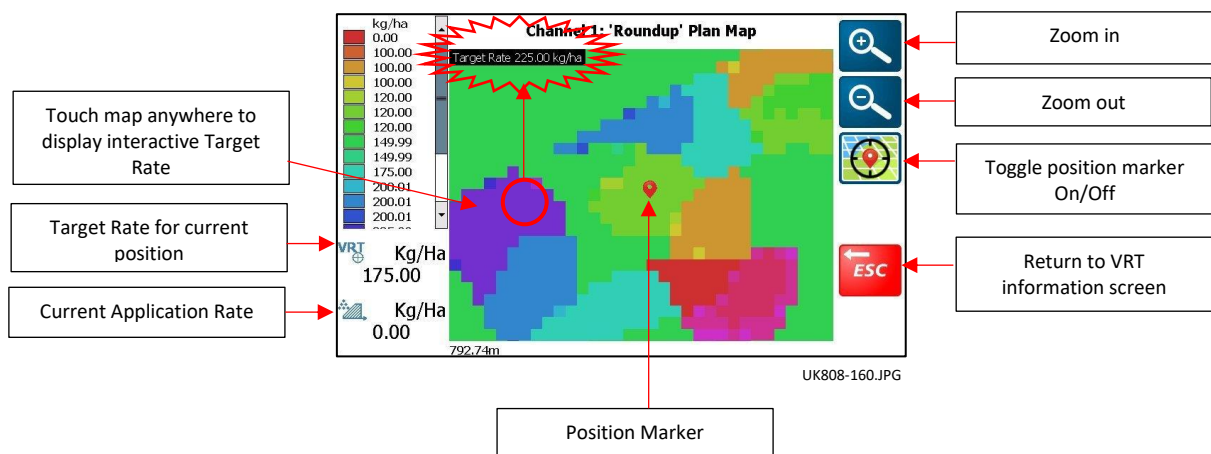 kg/ha
0.00
100.00
100.00
100.00
120.00
120.00
149.99
149.99
175.00
200.01
200.01
200.01
Channel 1: 'Roundup' Plan Map
Target Rate 225.00 kg/ha
VRT
Kg/Ha
175.00
Kg/Ha
0.00
792.74m
ESC
Touch map anywhere to
display interactive Target
Rate
Target Rate for current
position
Current Application Rate
Zoom in
Zoom out
Toggle position marker
On/Off
Return to VRT
information screen
UK808-160.JPG
Position Marker